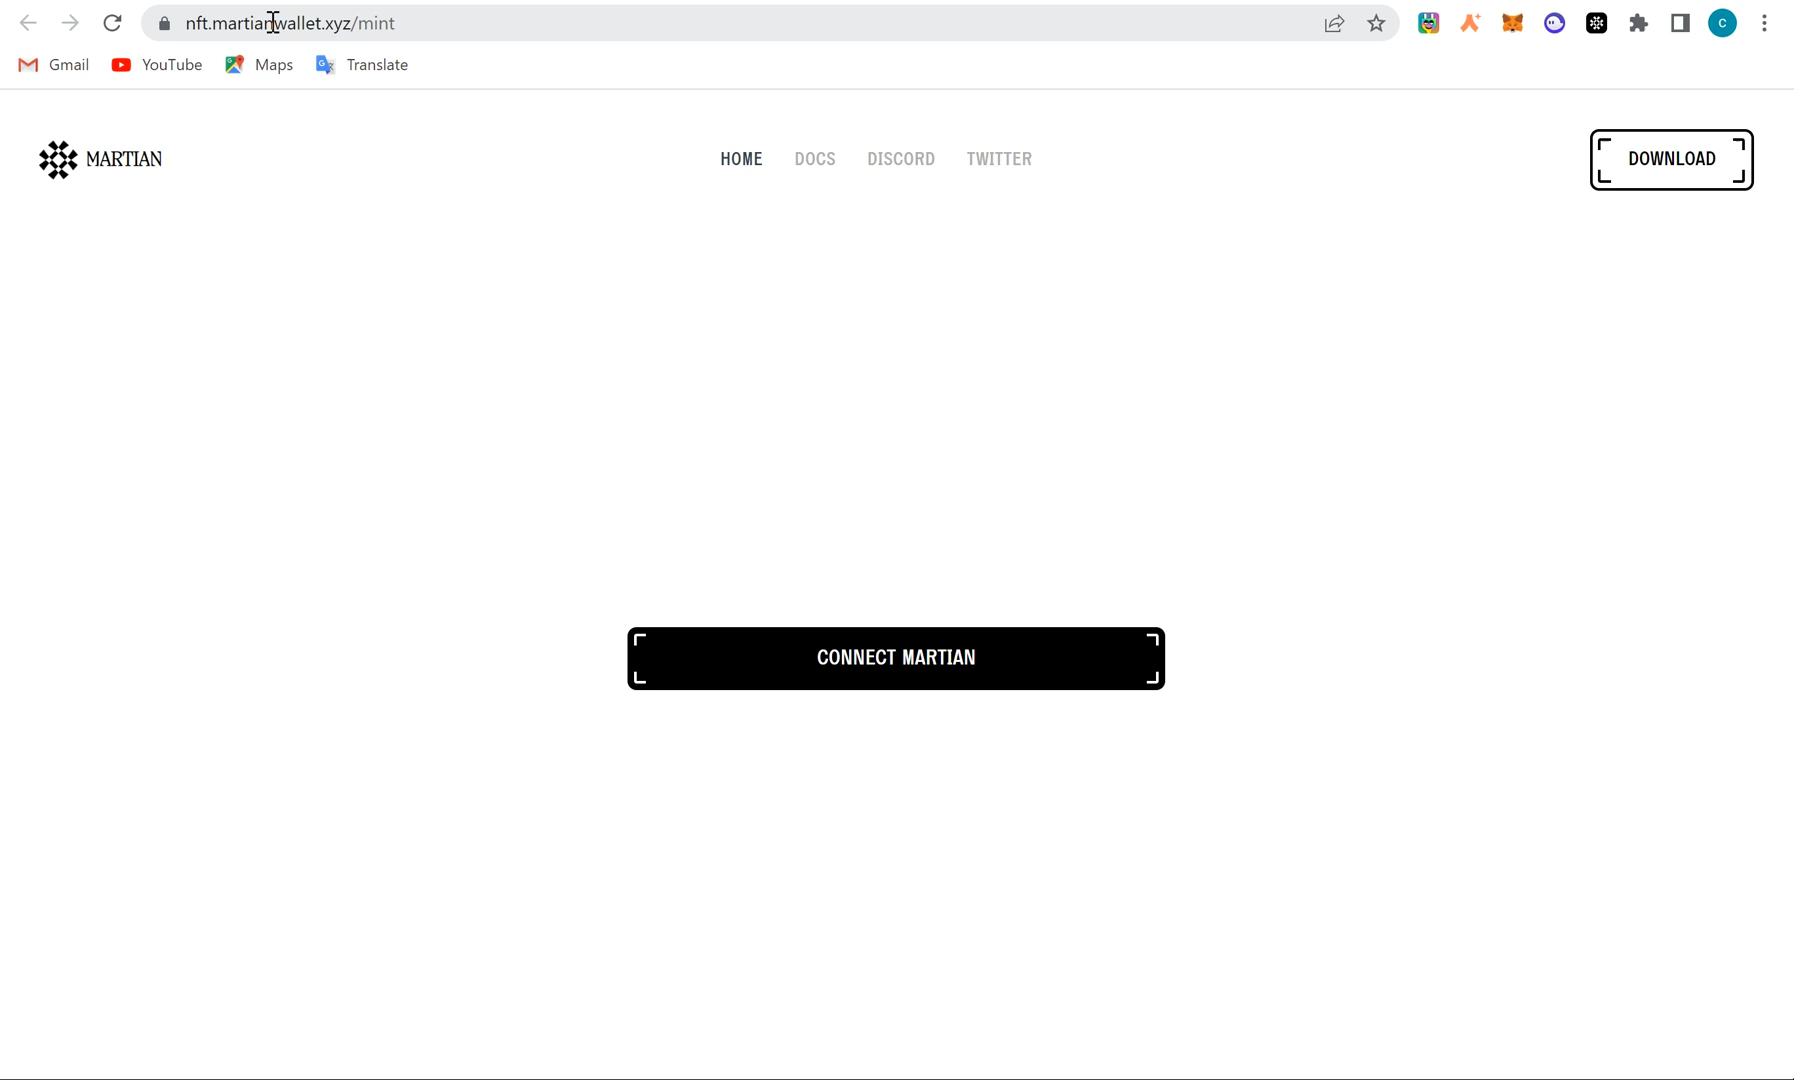 nft.martianwallet.xyz/mint
C
Gmail YouTube Maps Translate
MARTIAN HOME DOCS DISCORD TWITTER DOWNLOAD
CONNECT MARTIAN